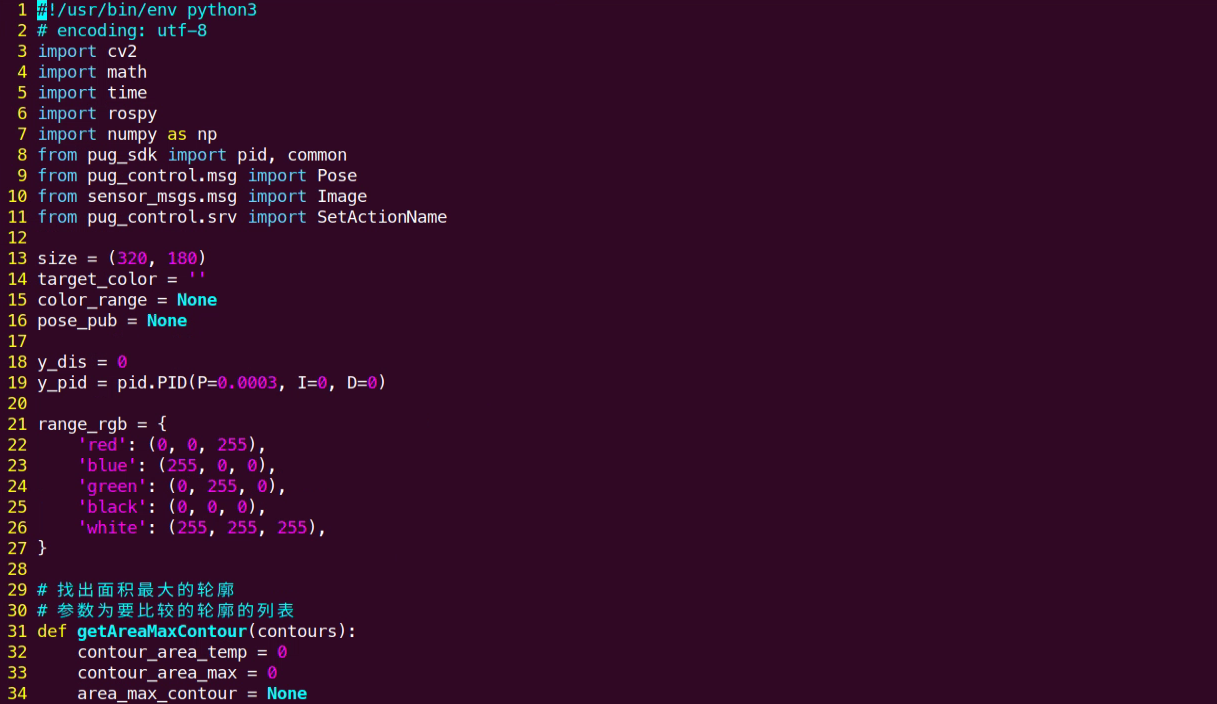 1 #!/usr/bin/env python3
2 # encoding: utf-8
3 import cv2
4 import math
5 import time
6 import rospy
7 import numpy as np
8 from pug_sdk import pid, common
9 from pug_control.msg import Pose
10 from sensor_msgs.msg import Image
11 from pug_control.srv import SetActionName
12
13 size = (320, 180)
14 target_color = ''
15 color_range = None
16 pose_pub = None
17
18 y_dis = 0
19 y_pid = pid.PID(P=0.0003, I=0, D=0)
20
21 range_rgb = {
22     'red': (0, 0, 255),
23     'blue': (255, 0, 0),
24     'green': (0, 255, 0),
25     'black': (0, 0, 0),
26     'white': (255, 255, 255),
27 }
28
29 # 找出面积最大的轮廓
30 # 参数为要比较的轮廓的列表
31 def getAreaMaxContour(contours):
32     contour_area_temp = 0
33     contour_area_max = 0
34     area_max_contour = None